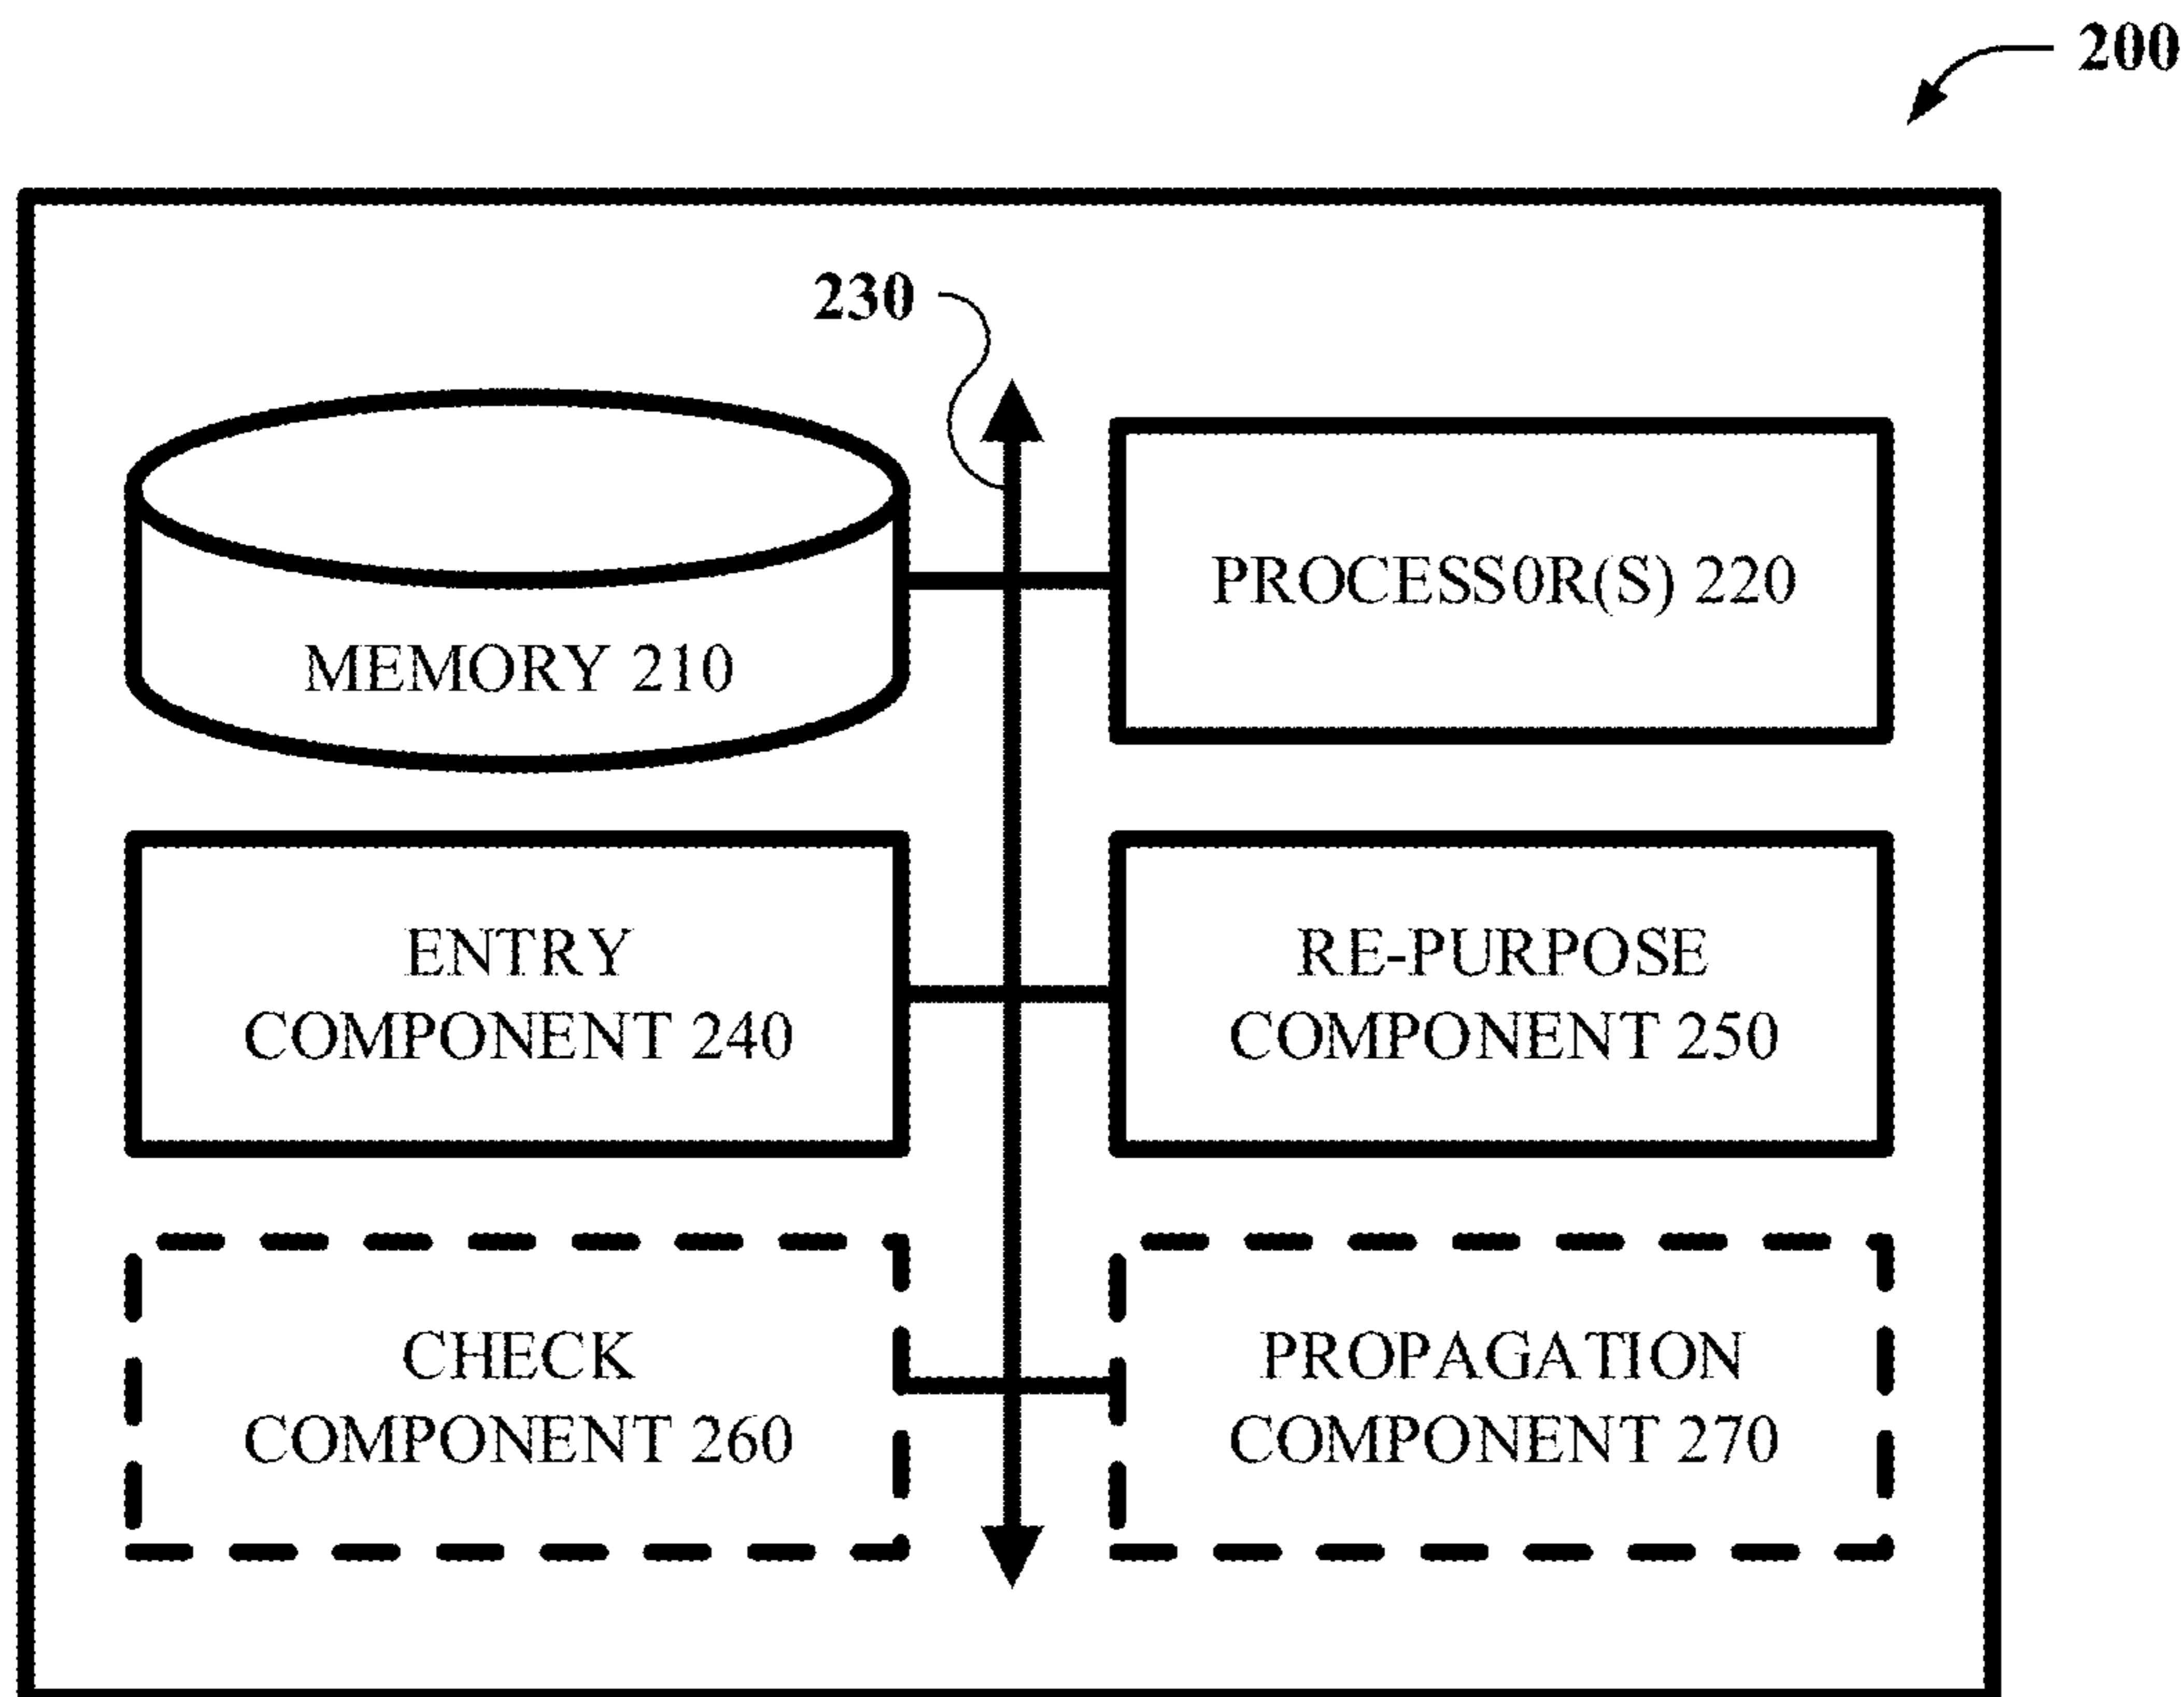 200
230
MEMORY 210
PROCESS0R(S) 220
ENTRY
COMPONENT 240
RE-PURPOSE
COMPONENT 250
CHECK
COMPONENT 260
PROPAGATION
COMPONENT 270